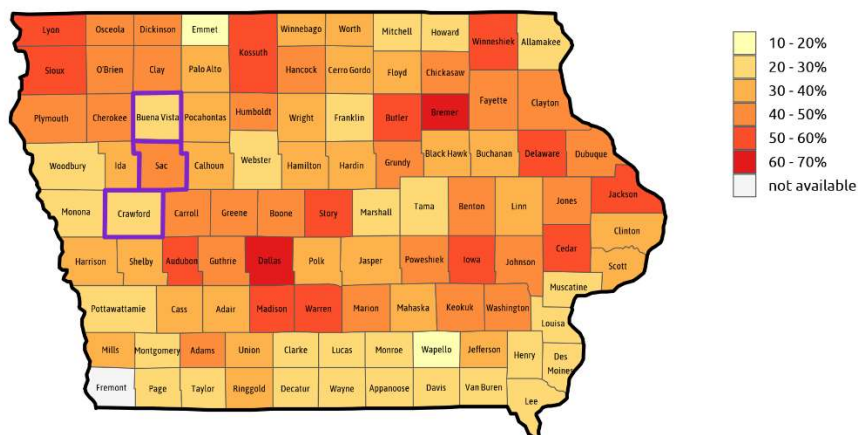 Lyon Osceola Dickinson Emmet Winnebago Worth Mitchell Howard Winneshiek Allamakee
Kossuth
Sioux O'Brien Clay Palo Alto Hancock Cerro Gordo Floyd Chickasaw
Plymouth Cherokee Buena Vista Pocahontas Humboldt Wright Franklin Butler Bremer Fayette Clayton
Woodbury Ida Sac Calhoun Webster Hamilton Hardin Grundy Black Hawk Buchanan Delaware Dubuque
Monona Crawford Carroll Greene Boone Story Marshall Tama Benton Linn Jones Jackson
Clinton
Harrison Shelby Audubon Guthrie Dallas Polk Jasper Poweshiek Iowa Johnson Cedar Scott
Muscatine
Pottawattamie Cass Adair Madison Warren Marion Mahaska Keokuk Washington Louisa
Mills Montgomery Adams Union Clarke Lucas Monroe Wapello Jefferson Henry Des
Moines
Fremont Page Taylor Ringgold Decatur Wayne Appanoose Davis Van Buren Lee
10 - 20%
20 - 30%
30 - 40%
40 - 50%
50 - 60%
60 - 70%
not available